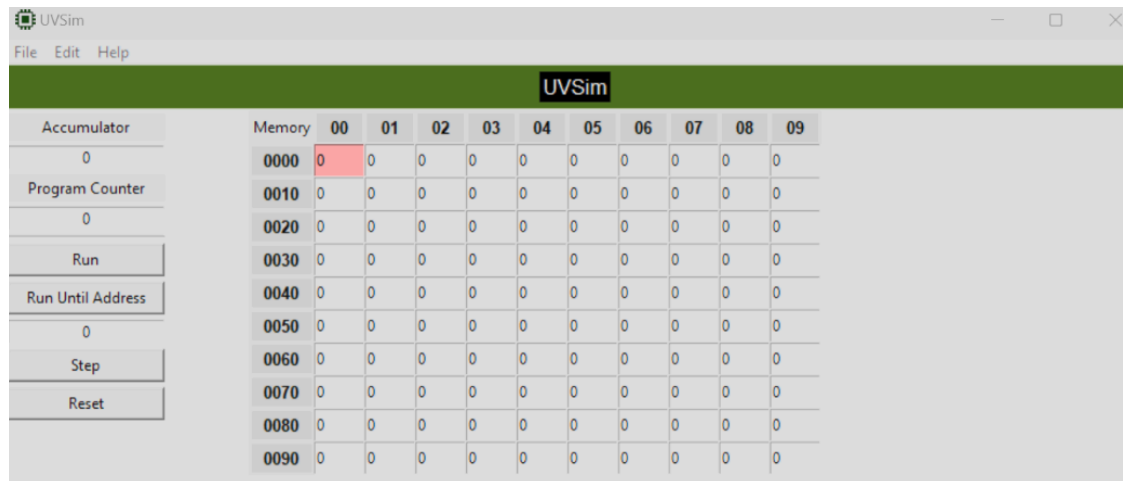 UVSim
File Edit Help
UVSim
Accumulator
0
Program Counter
0
Run
Run Until Address
0
Step
Reset
Memory 00 01 02 03 04 05 06 07 08 09
0000 0 0 0 0 0 0 0 0 0 0
0010 0 0 0 0 0 0 0 0 0 0
0020 0 0 0 0 0 0 0 0 0 0
0030 0 0 0 0 0 0 0 0 0 0
0040 0 0 0 0 0 0 0 0 0 0
0050 0 0 0 0 0 0 0 0 0 0
0060 0 0 0 0 0 0 0 0 0 0
0070 0 0 0 0 0 0 0 0 0 0
0080 0 0 0 0 0 0 0 0 0 0
0090 0 0 0 0 0 0 0 0 0 0